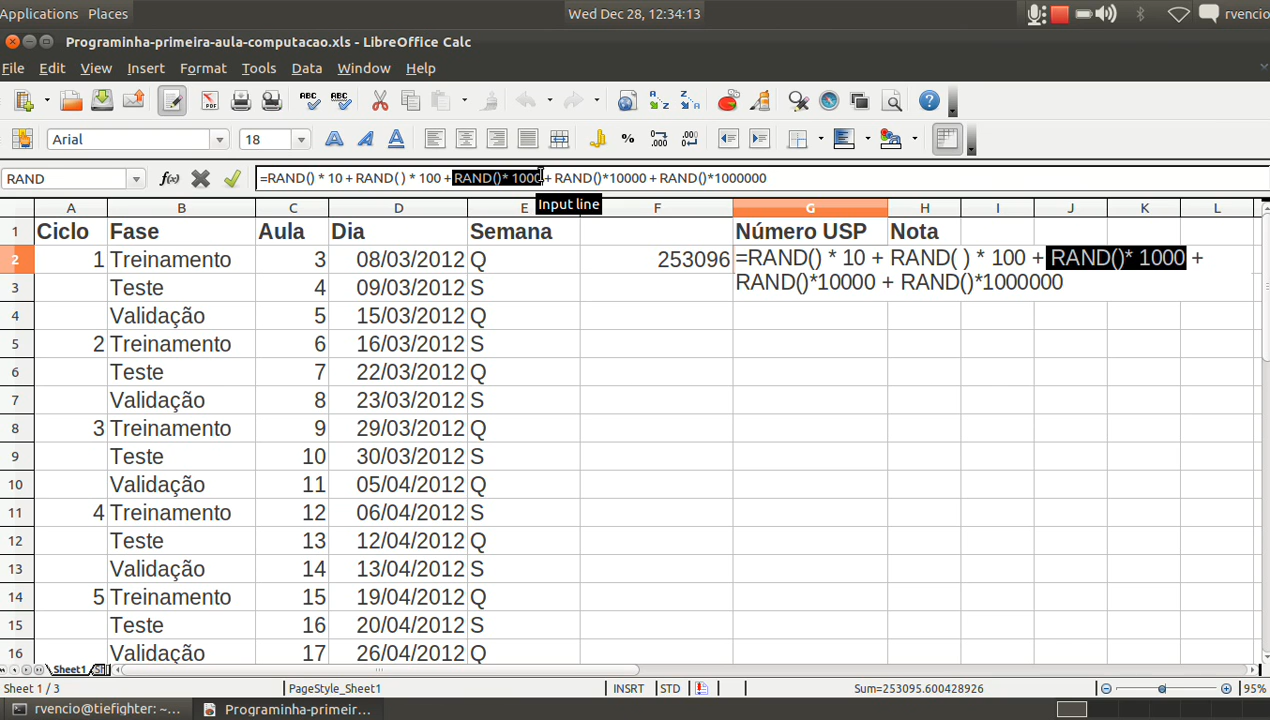 Applications Places Wed Dec 28, 12:34:13 rvencio
Programinha-primeira-aula-computacao.xls - LibreOffice Calc
File Edit View Insert Format Tools Data Window Help
Arial 18
RAND =RAND() * 10 + RAND( ) * 100 + RAND()* 1000 + RAND()*10000 + RAND()*1000000
Input line
A B C D E F G H I J K L
1 Ciclo Fase Aula Dia Semana Número USP Nota
2 1 Treinamento 3 08/03/2012 Q 253096 =RAND() * 10 + RAND( ) * 100 + RAND()* 1000 +
RAND()*10000 + RAND()*1000000
3 Teste 4 09/03/2012 S
4 Validação 5 15/03/2012 Q
5 2 Treinamento 6 16/03/2012 S
6 Teste 7 22/03/2012 Q
7 Validação 8 23/03/2012 S
8 3 Treinamento 9 29/03/2012 Q
9 Teste 10 30/03/2012 S
10 Validação 11 05/04/2012 Q
11 4 Treinamento 12 06/04/2012 S
12 Teste 13 12/04/2012 Q
13 Validação 14 13/04/2012 S
14 5 Treinamento 15 19/04/2012 Q
15 Teste 16 20/04/2012 S
16 Validação 17 26/04/2012 Q
Sheet1
Sheet 1 / 3 PageStyle_Sheet1 INSRT STD Sum=253095.600428926 95%
rvencio@tiefighter: ~... Programinha-primeir...